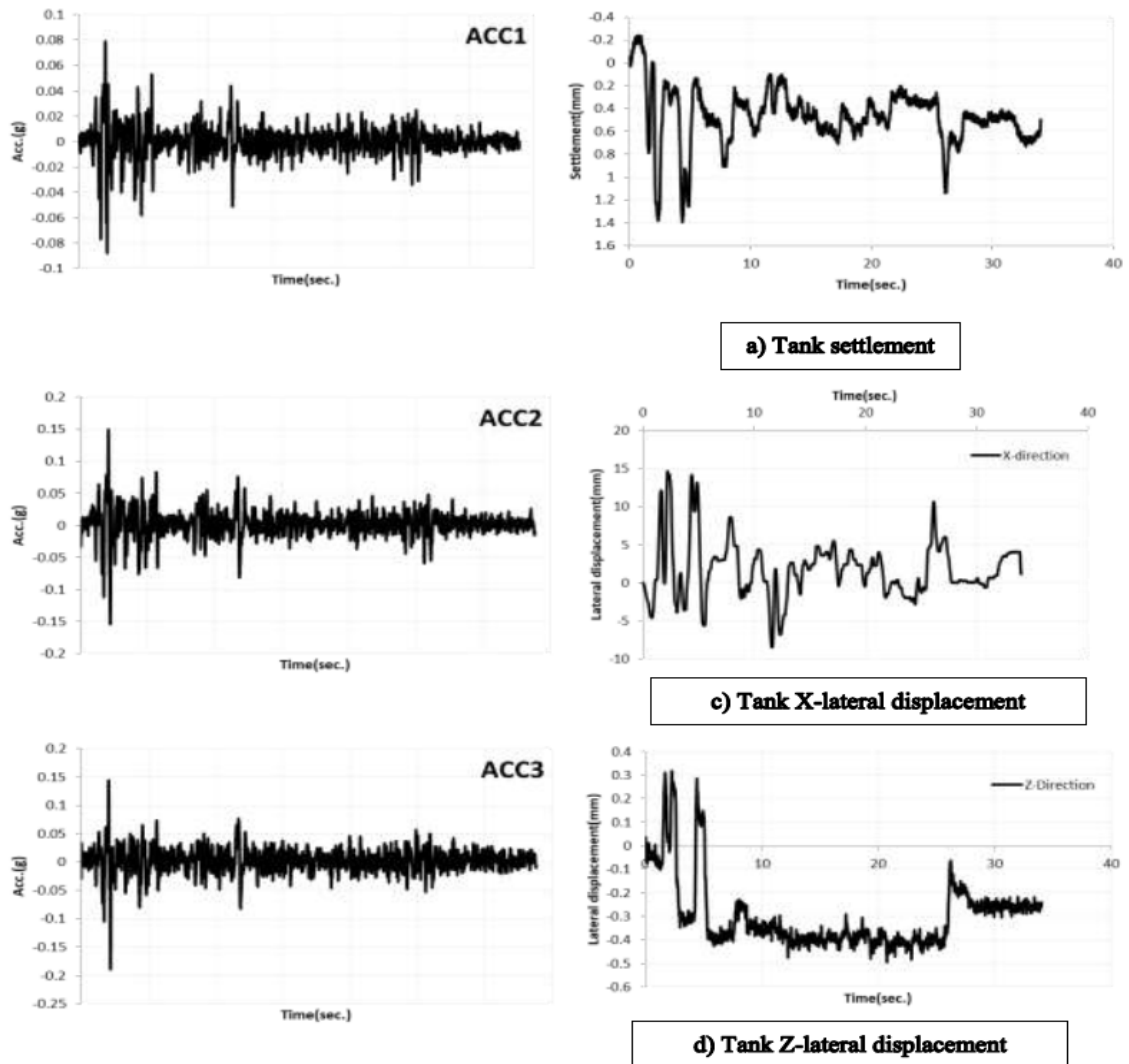 ACC1
0.1
0.08
0.06
0.04
0.02
0
-0.02
-0.04
-0.06
-0.08
-0.1
Acc.(g)
Time(sec.)
-0.4
-0.2
0
0.2
0.4
0.6
0.8
1
1.2
1.4
1.6
Settlement(mm)
0 10 20 30 40
Time(sec.)
a) Tank settlement
ACC2
0.2
0.15
0.1
0.05
0
-0.05
-0.1
-0.15
-0.2
Acc.(g)
Time(sec.)
Time(sec.)
0 10 20 30 40
20
15
10
5
0
-5
-10
Lateral displacement(mm)
X-direction
c) Tank X-lateral displacement
ACC3
0.2
0.15
0.1
0.05
0
-0.05
-0.1
-0.15
-0.2
-0.25
Acc.(g)
Time(sec.)
0.4
0.3
0.2
0.1
0
-0.1
-0.2
-0.3
-0.4
-0.5
-0.6
Lateral displacement(mm)
Z-Direction
0 10 20 30 40
Time(sec.)
d) Tank Z-lateral displacement